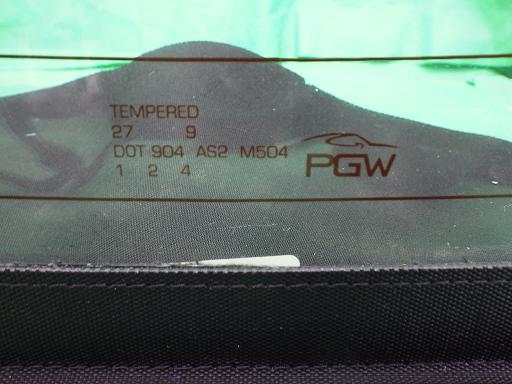 TEMPERED
27 9
DOT 904 AS2 M504
1 2 4
PGW